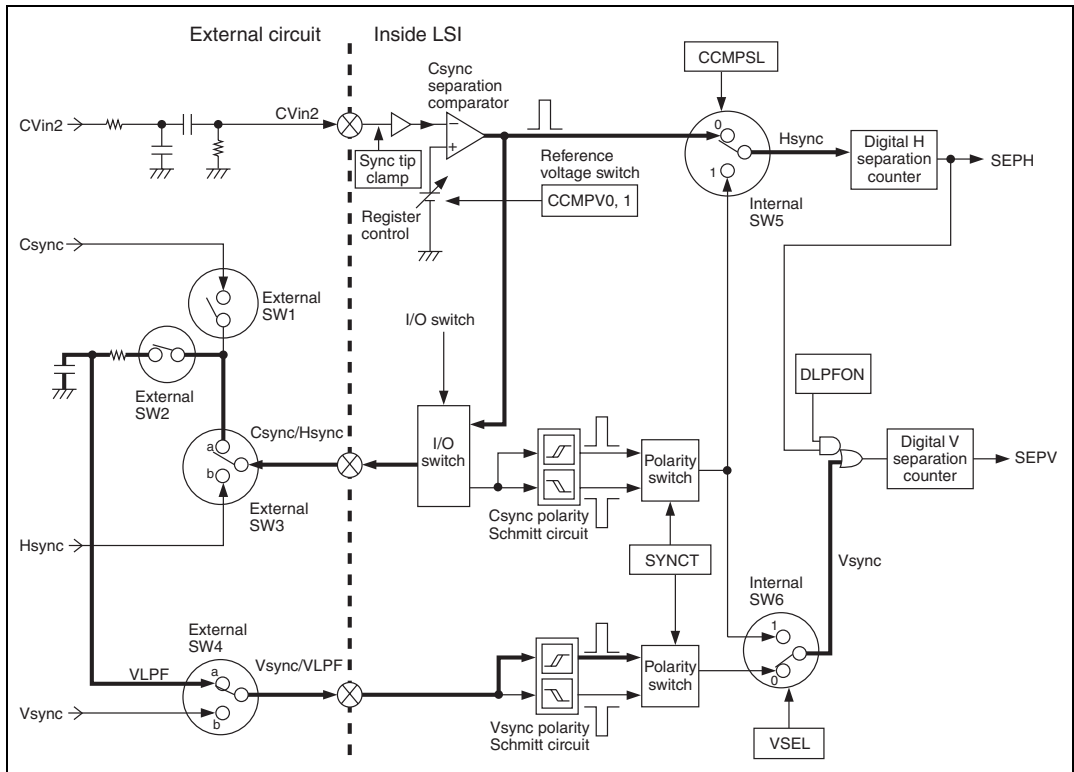 External circuit
Inside LSI
CCMPSL
Csync
separation
comparator
CVin2
CVin2
0
Hsync
Digital H
separation
counter
SEPH
Sync tip
clamp
−
+
Reference
voltage switch
CCMPV0, 1
1
Internal
SW5
Register
control
Csync
External
SW1
I/O switch
External
SW2
DLPFON
Csync/Hsync
a
b
I/O
switch
Polarity
switch
Digital V
separation
counter
SEPV
External
SW3
Csync polarity
Schmitt circuit
Hsync
SYNCT
Vsync
Internal
SW6
External
SW4
1
0
VLPF
a
b
Vsync/VLPF
Polarity
switch
Vsync
Vsync polarity
Schmitt circuit
VSEL